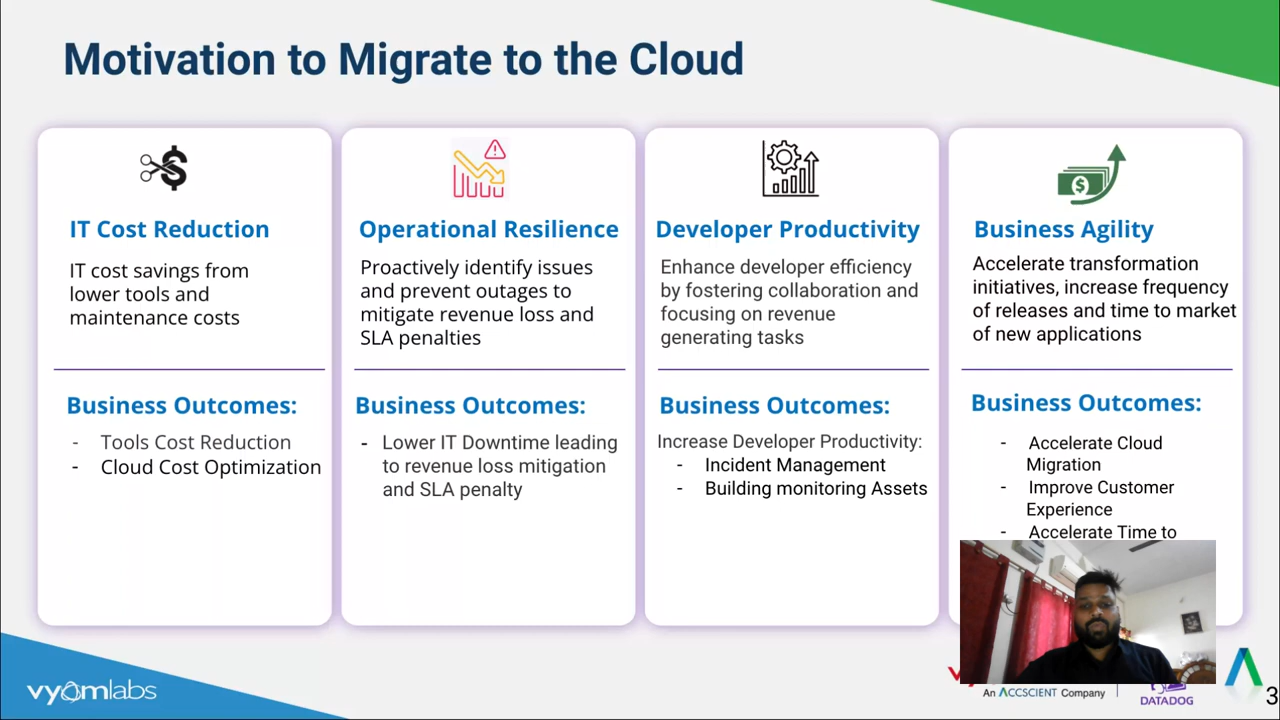 Motivation to Migrate to the Cloud
IT Cost Reduction
IT cost savings from
lower tools and
maintenance costs
Business Outcomes:
- Tools Cost Reduction
- Cloud Cost Optimization
Operational Resilience
Proactively identify issues
and prevent outages to
mitigate revenue loss and
SLA penalties
Business Outcomes:
- Lower IT Downtime leading
to revenue loss mitigation
and SLA penalty
Developer Productivity
Enhance developer efficiency
by fostering collaboration and
focusing on revenue
generating tasks
Business Outcomes:
Increase Developer Productivity:
- Incident Management
- Building monitoring Assets
Business Agility
Accelerate transformation
initiatives, increase frequency
of releases and time to market
of new applications
Business Outcomes:
- Accelerate Cloud
Migration
- Improve Customer
Experience
- Accelerate Time to
vyomlabs
An ACCSCIENT Company
DATADOG
3